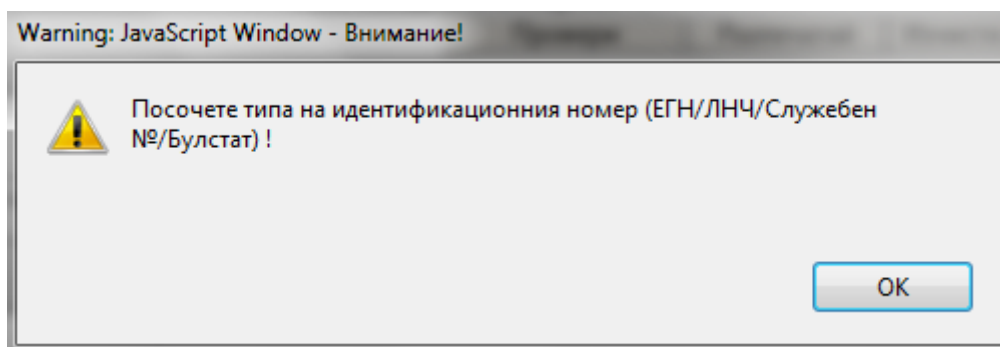 Warning: JavaScript Window - Внимание!
Посочете типа на идентификационния номер (ЕГН/ЛНЧ/Служебен
№/Булстат) !
OK